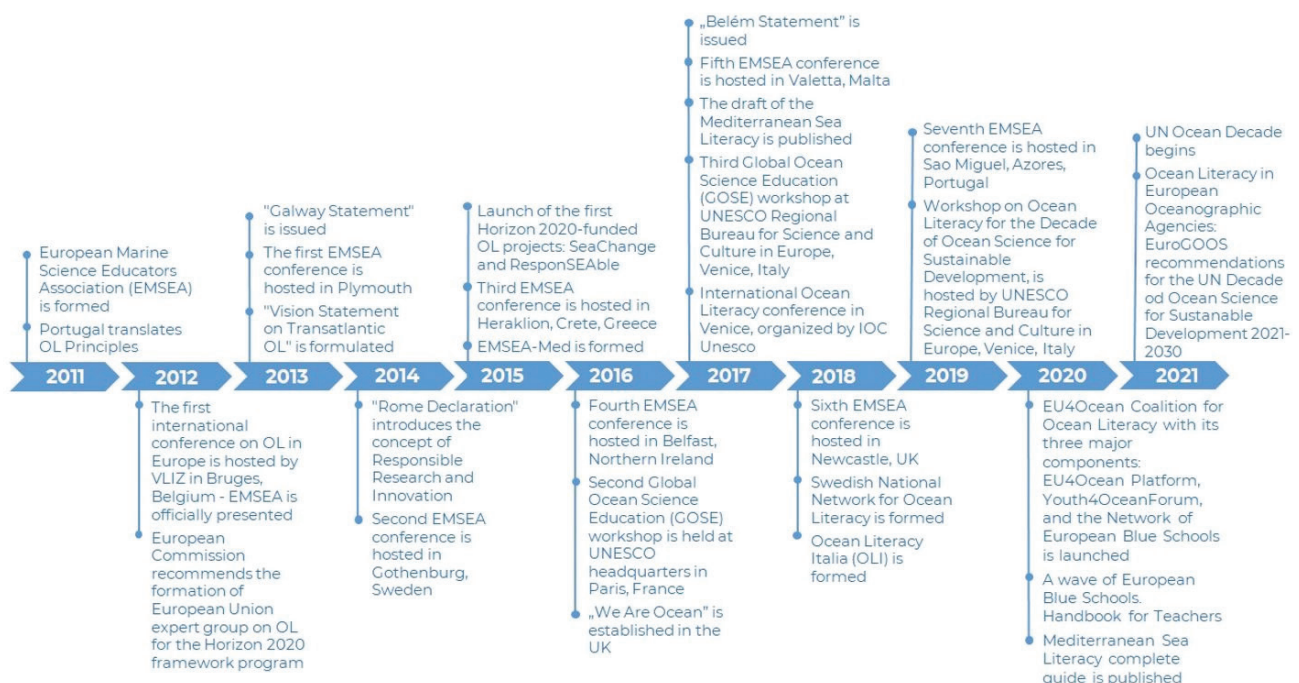 European Marine
Science Educators
Association (EMSEA)
is formed
Portugal translates
OL Principles
2011
2012
The first
international
conference on OL in
Europe is hosted by
VLIZ in Bruges,
Belgium - EMSEA is
officially presented
European
Commission
recommends the
formation of
European Union
expert group on OL
for the Horizon 2020
framework program
"Galway Statement"
is issued
The first EMSEA
conference is
hosted in Plymouth
"Vision Statement
on Transatlantic
OL" is formulated
2013
2014
"Rome Declaration"
introduces the
concept of
Responsible
Research and
Innovation
Second EMSEA
conference is
hosted in
Gothenburg,
Sweden
Launch of the first
Horizon 2020-funded
OL projects: SeaChange
and ResponSEAble
Third EMSEA
conference is hosted in
Heraklion, Crete, Greece
EMSEA-Med is formed
2015
2016
Fourth EMSEA
conference is
hosted in Belfast,
Northern Ireland
Second Global
Ocean Science
Education (GOSE)
workshop is held at
UNESCO
headquarters in
Paris, France
„We Are Ocean” is
established in the
UK
„Belém Statement” is
issued
Fifth EMSEA conference
is hosted in Valetta, Malta
The draft of the
Mediterranean Sea
Literacy is published
Third Global Ocean
Science Education
(GOSE) workshop at
UNESCO Regional
Bureau for Science and
Culture in Europe,
Venice, Italy
International Ocean
Literacy conference in
Venice, organized by IOC
Unesco
2017
2018
Sixth EMSEA
conference is
hosted in
Newcastle, UK
Swedish National
Network for Ocean
Literacy is formed
Ocean Literacy
Italia (OLI) is
formed
Seventh EMSEA
conference is hosted in
Sao Miguel, Azores,
Portugal
Workshop on Ocean
Literacy for the Decade
of Ocean Science for
Sustainable
Development, is
hosted by UNESCO
Regional Bureau for
Science and Culture in
Europe, Venice, Italy
2019
2020
EU4Ocean Coalition for
Ocean Literacy with its
three major
components:
EU4Ocean Platform,
Youth4OceanForum,
and the Network of
European Blue Schools
is launched
A wave of European
Blue Schools.
Handbook for Teachers
Mediterranean Sea
Literacy complete
guide is published
UN Ocean Decade
begins
Ocean Literacy in
European
Oceanographic
Agencies:
EuroGOOS
recommendations
for the UN Decade
od Ocean Science
for Sustanable
Development 2021-
2030
2021